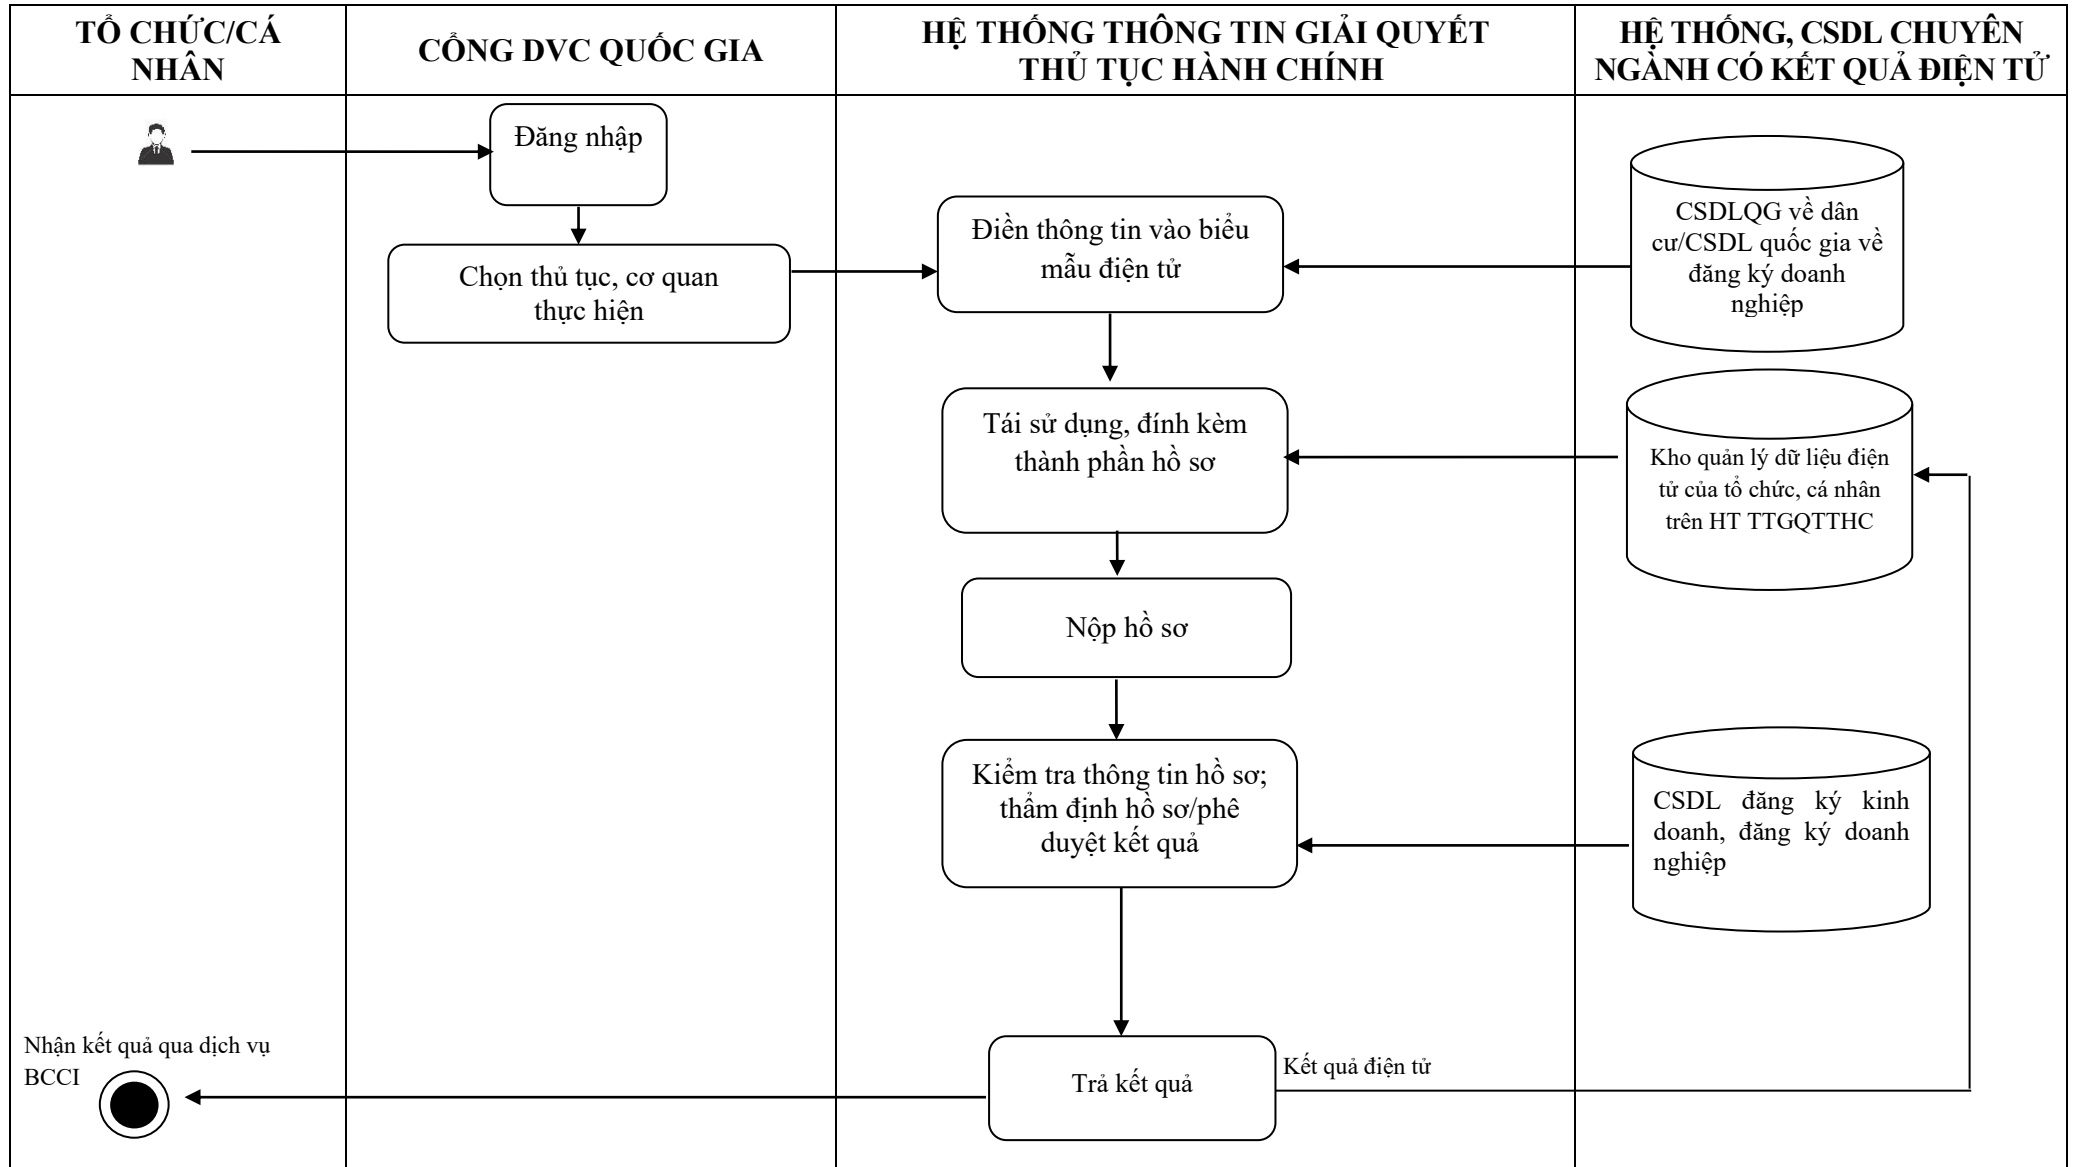 TỔ CHỨC/CÁ
NHÂN
CỔNG DVC QUỐC GIA
HỆ THỐNG THÔNG TIN GIẢI QUYẾT
THỦ TỤC HÀNH CHÍNH
HỆ THỐNG, CSDL CHUYÊN
NGÀNH CÓ KẾT QUẢ ĐIỆN TỬ
Đăng nhập
Chọn thủ tục, cơ quan
thực hiện
Điền thông tin vào biểu
mẫu điện tử
CSDLQG về dân
cư/CSDL quốc gia về
đăng ký doanh
nghiệp
Tái sử dụng, đính kèm
thành phần hồ sơ
Kho quản lý dữ liệu điện
tử của tổ chức, cá nhân
trên HT TTGQTTHC
Nộp hồ sơ
Kiểm tra thông tin hồ sơ;
thẩm định hồ sơ/phê
duyệt kết quả
CSDL đăng ký kinh
doanh, đăng ký doanh
nghiệp
Trả kết quả
Kết quả điện tử
Nhận kết quả qua dịch vụ
BCCI